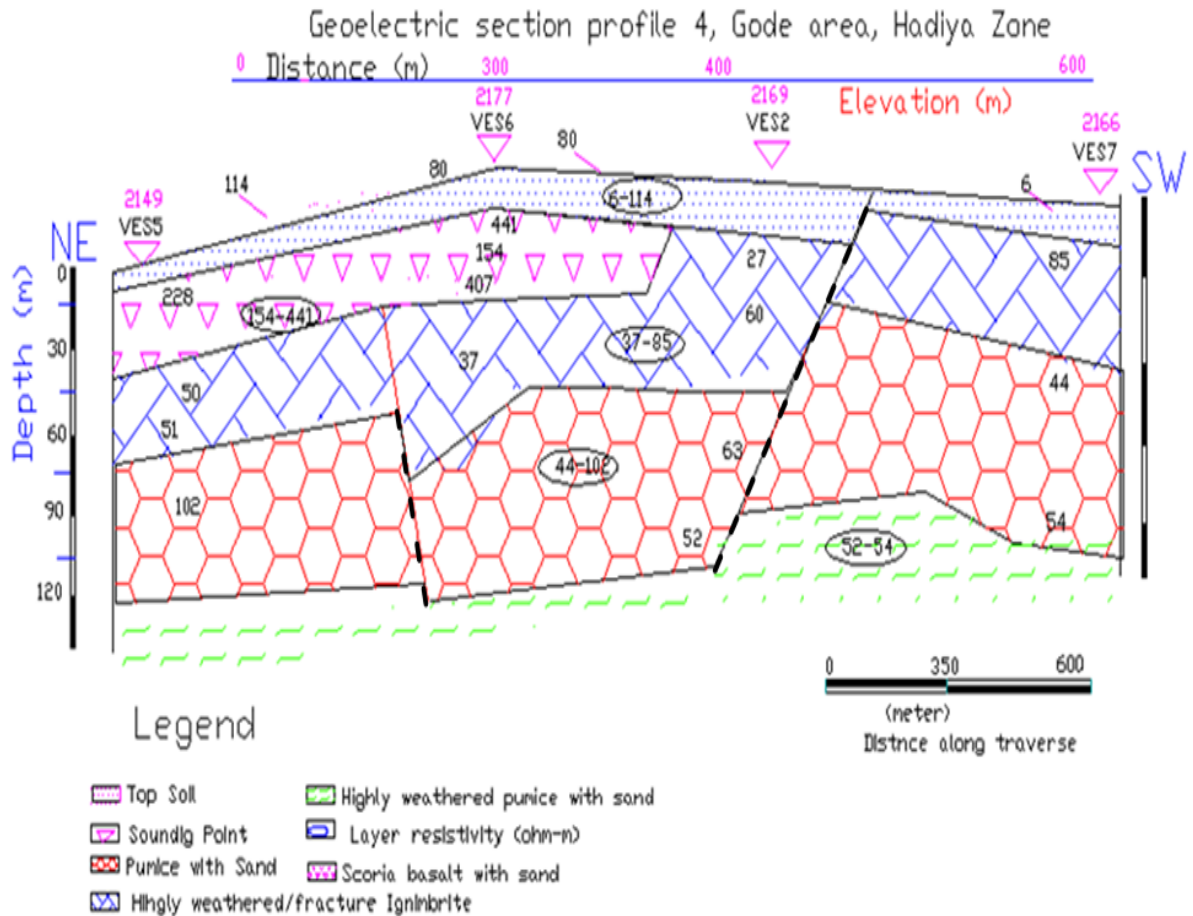 Geoelectric section profile 4, Gode area, Hadiya Zone
0 Distance (m) 300 400 600
2177 2169 Elevation (m) 2166
VES6 VES2 VES7
SW
114 80 80 6
2149
VES5
NE
6-114
441
154 27 85
407
228
154-441
60
37-85
37
50
51
44
63
44-102
102
52 54
52-54
Depth (m)
0
30
60
90
120
0 350 600
(meter)
Distnce along traverse
Legend
Top Soll
Soundig Point
Pumice with Sand
Hihgly weathered/fracture Igninbrite
Highly weathered pumice with sand
Layer resistivity (ohm-m)
Scoria basalt with sand